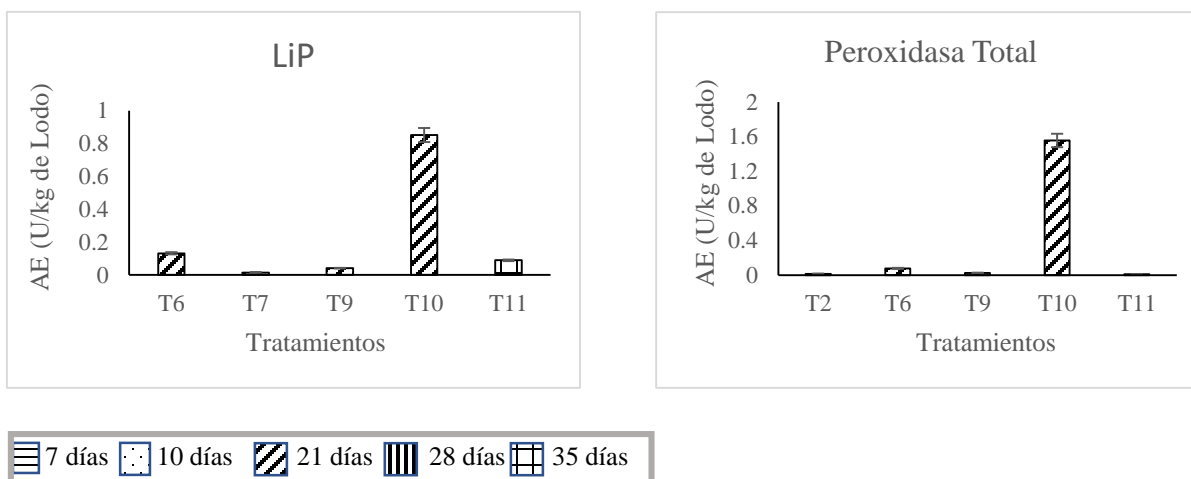 LiP
AE (U/kg de Lodo)
1
0.8
0.6
0.4
0.2
0
T6 T7 T9 T10 T11
Tratamientos
Peroxidasa Total
AE (U/kg de Lodo)
2
1.6
1.2
0.8
0.4
0
T2 T6 T9 T10 T11
Tratamientos
7 días 10 días 21 días 28 días 35 días